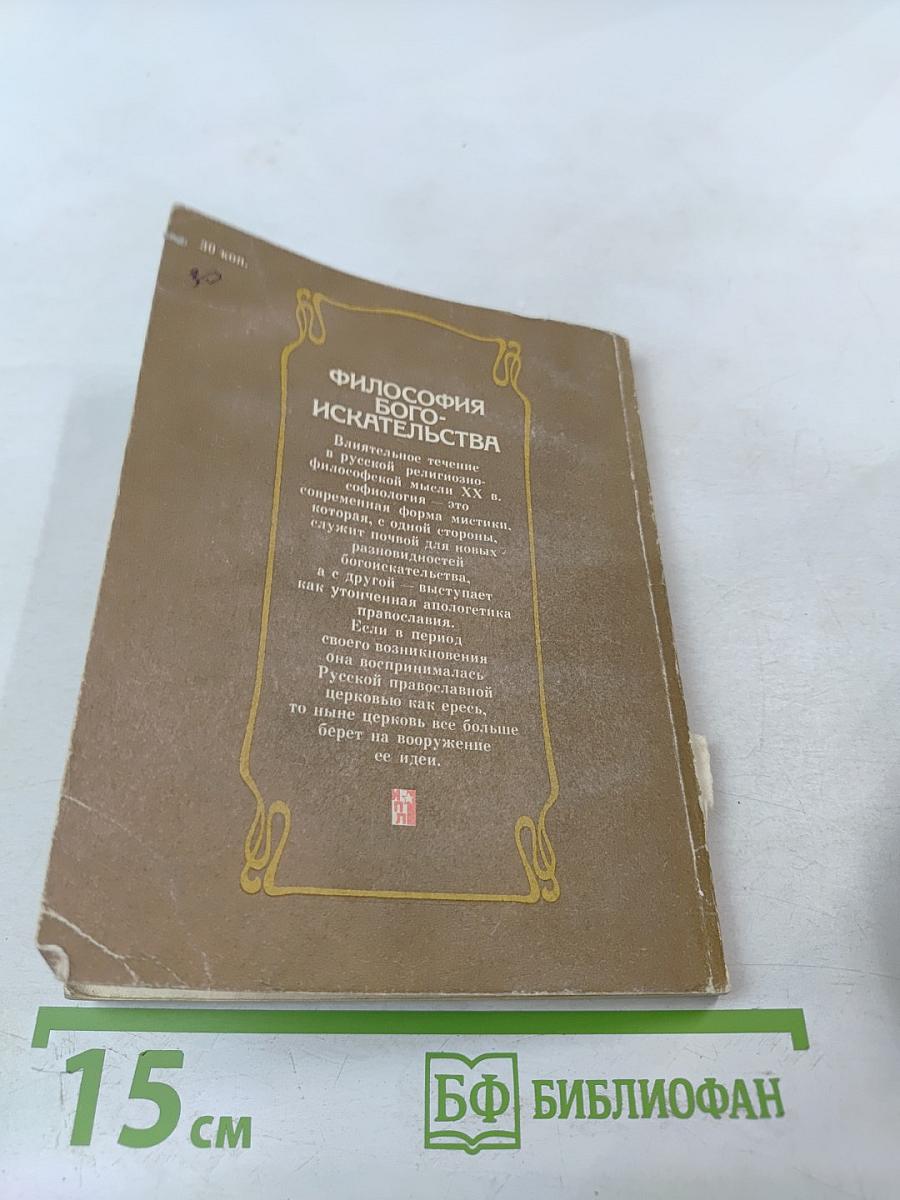 30 коп.
ФИЛОСОФИЯ
БОГО-
ИСКАТЕЛЬСТВА
Влиятельное течение
в русской религиозно-
философской мысли XX в.
софиология — это
современная форма мистики,
которая, с одной стороны,
служит почвой для новых
разновидностей
богоискательства,
а с другой — выступает
как утонченная апологетика
православия.
Если в период
своего возникновения
она воспринималась
Русской православной
церковью как ересь,
то ныне церковь все больше
берет на вооружение
ее идеи.
15 см
БФ БИБЛИОФАН